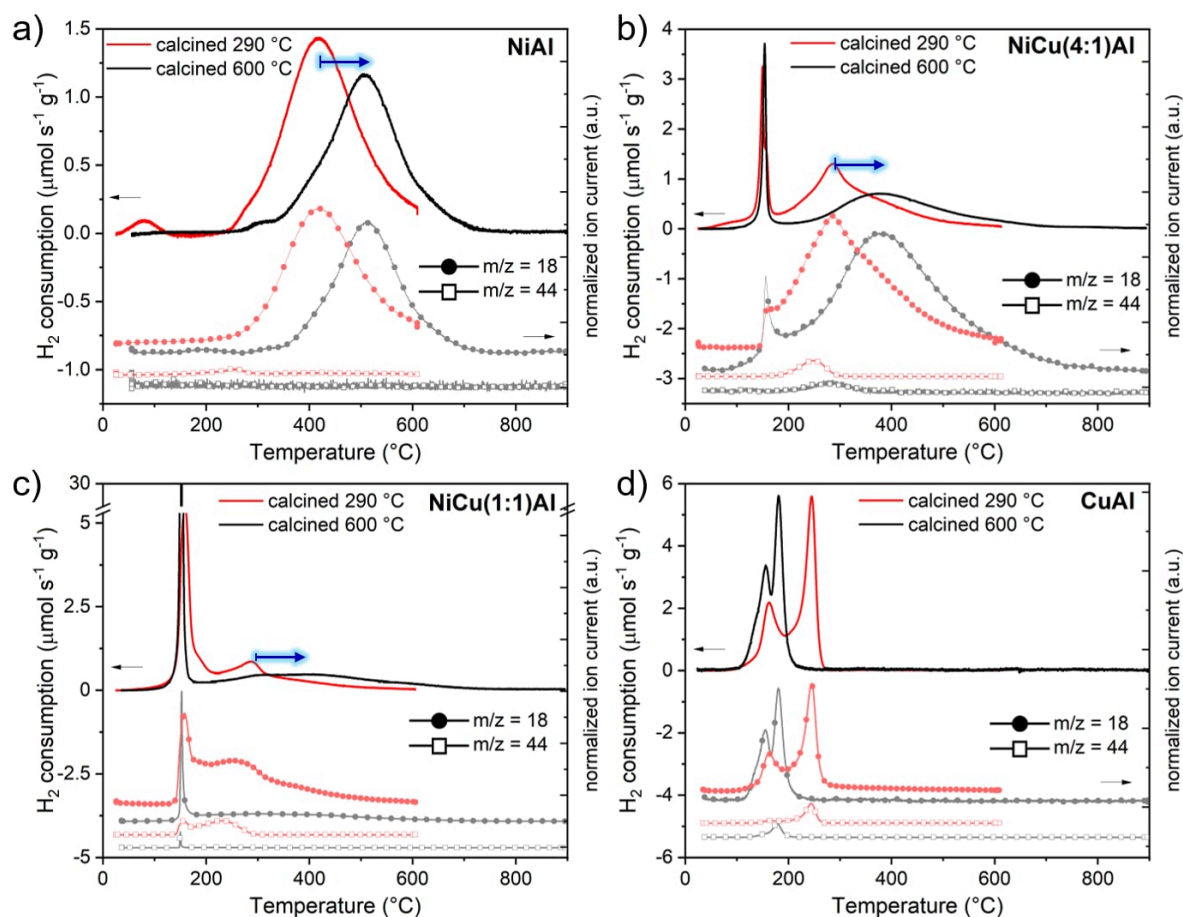 a)
NiAl
calcined 290 °C
calcined 600 °C
1.5
1.0
0.5
0.0
-0.5
-1.0
H₂ consumption (μmol s⁻¹ g⁻¹)
m/z = 18
m/z = 44
normalized ion current (a.u.)
0 200 400 600 800
Temperature (°C)
b)
NiCu(4:1)Al
calcined 290 °C
calcined 600 °C
4
3
2
1
0
-1
-2
-3
H₂ consumption (μmol s⁻¹ g⁻¹)
m/z = 18
m/z = 44
normalized ion current (a.u.)
0 200 400 600 800
Temperature (°C)
c)
NiCu(1:1)Al
calcined 290 °C
calcined 600 °C
30
5
2.5
0
-2.5
-5
H₂ consumption (μmol s⁻¹ g⁻¹)
m/z = 18
m/z = 44
normalized ion current (a.u.)
0 200 400 600 800
Temperature (°C)
d)
CuAl
calcined 290 °C
calcined 600 °C
6
4
2
0
-2
-4
-6
H₂ consumption (μmol s⁻¹ g⁻¹)
m/z = 18
m/z = 44
normalized ion current (a.u.)
0 200 400 600 800
Temperature (°C)